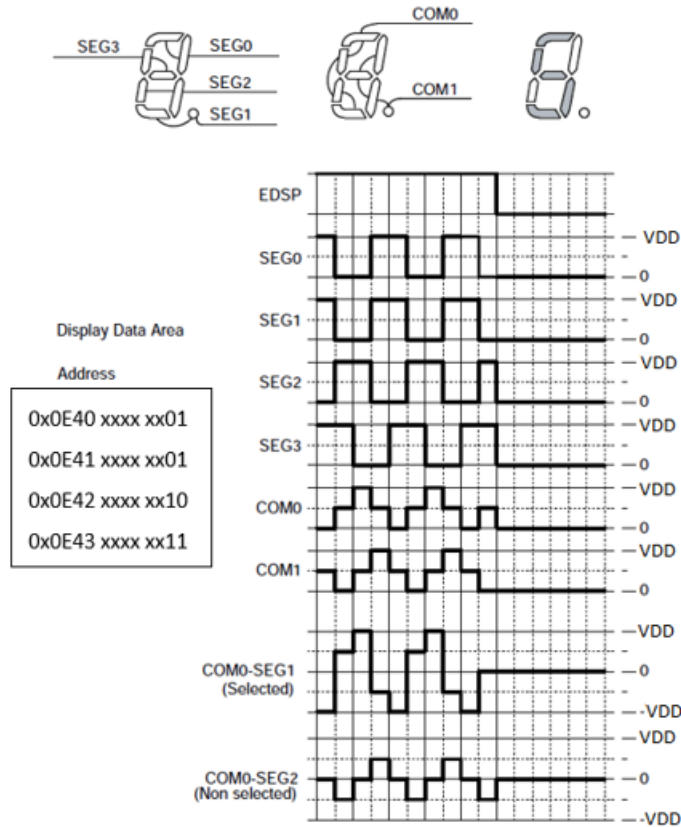 COM0
SEG3
SEG0
SEG2
COM1
SEG1
EDSP
VDD
SEG0
0
VDD
Display Data Area
SEG1
0
VDD
Address
SEG2
0
0x0E40 xxxx xx01
VDD
SEG3
0x0E41 xxxx xx01
0
VDD
0x0E42 xxxx xx10
COM0
0
0x0E43 xxxx xx11
VDD
COM1
0
VDD
COM0-SEG1
0
(Selected)
-VDD
VDD
COM0-SEG2
0
(Non selected)
-VDD